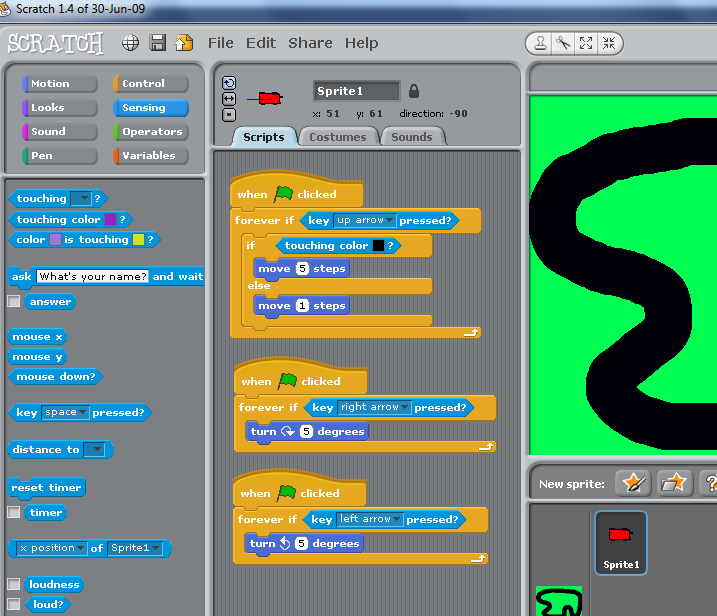 Scratch 1.4 of 30-Jun-09
SCRATCH File Edit Share Help
Motion Control
Looks Sensing
Sound Operators
Pen Variables
touching ?
touching color ?
color is touching ?
ask What's your name? and wait
answer
mouse x
mouse y
mouse down?
key space pressed?
distance to
reset timer
timer
x position of Sprite1
loudness
loud?
Sprite1
x: 51 y: 61 direction: -90
Scripts Costumes Sounds
when clicked
forever if key up arrow pressed?
if touching color ?
move 5 steps
else
move 1 steps
when clicked
forever if key right arrow pressed?
turn 5 degrees
when clicked
forever if key left arrow pressed?
turn 5 degrees
New sprite: ?
Sprite1